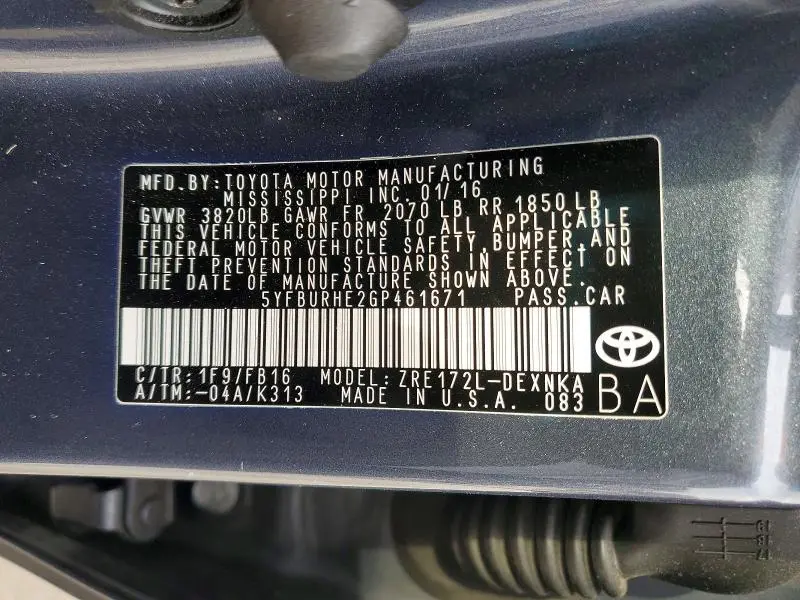 MFD.BY:TOYOTA MOTOR MANUFACTURING
MISSISSIPPI INC.01/16
GVWR 3820LB GAWR FR 2070 LB RR 1850 LB
THIS VEHICLE CONFORMS TO ALL APPLICABLE
FEDERAL MOTOR VEHICLE SAFETY,BUMPER,AND
THEFT PREVENTION STANDARDS IN EFFECT ON
THE DATE OF MANUFACTURE SHOWN ABOVE.
5YFBURHE2GP461671 PASS.CAR
C/TR:1F9/FB16 MODEL: ZRE172L-DEXNKA
A/TM:-04A/K313 MADE IN U.S.A. 083
BA
19
18
17